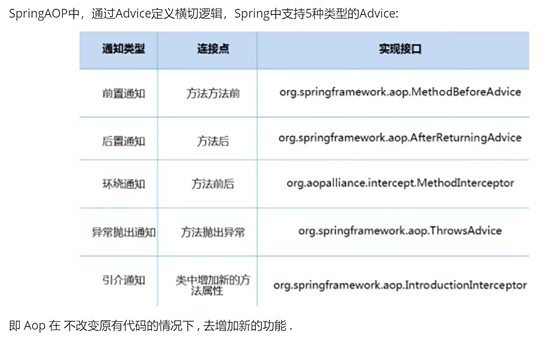 SpringAOP中，通过Advice定义横切逻辑，Spring中支持5种类型的Advice:
通知类型 连接点 实现接口
前置通知 方法方法前 org.springframework.aop.MethodBeforeAdvice
后置通知 方法后 org.springframework.aop.AfterReturningAdvice
环绕通知 方法前后 org.aopalliance.intercept.MethodInterceptor
异常抛出通知 方法抛出异常 org.springframework.aop.ThrowsAdvice
引介通知 类中增加新的方法属性 org.springframework.aop.IntroductionInterceptor
即 Aop 在 不改变原有代码的情况下 , 去增加新的功能 .